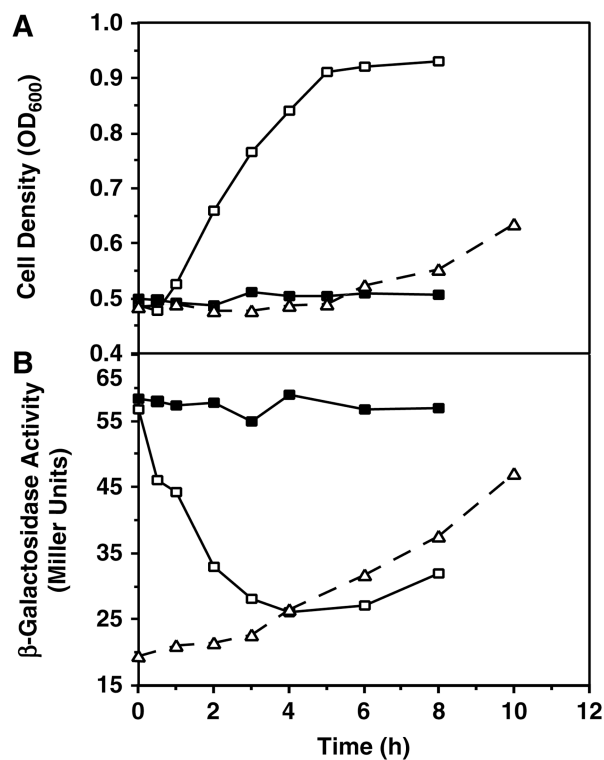 A
1.0
0.9
0.8
0.7
0.6
0.5
0.4
Cell Density (OD600)
B
65
55
45
35
25
15
β-Galactosidase Activity
(Miller Units)
0 2 4 6 8 10 12
Time (h)